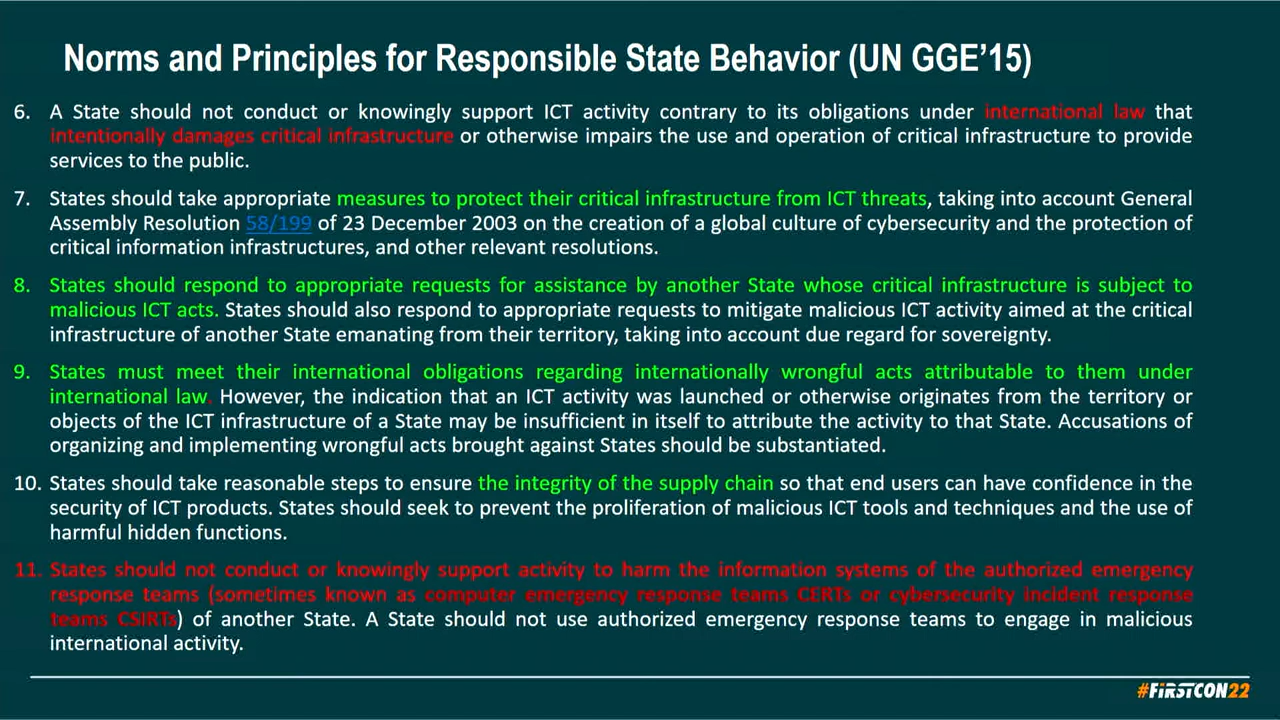 Norms and Principles for Responsible State Behavior (UN GGE'15)
6. A State should not conduct or knowingly support ICT activity contrary to its obligations under international law that
intentionally damages critical infrastructure or otherwise impairs the use and operation of critical infrastructure to provide
services to the public.
7. States should take appropriate measures to protect their critical infrastructure from ICT threats, taking into account General
Assembly Resolution 58/199 of 23 December 2003 on the creation of a global culture of cybersecurity and the protection of
critical information infrastructures, and other relevant resolutions.
8. States should respond to appropriate requests for assistance by another State whose critical infrastructure is subject to
malicious ICT acts. States should also respond to appropriate requests to mitigate malicious ICT activity aimed at the critical
infrastructure of another State emanating from their territory, taking into account due regard for sovereignty.
9. States must meet their international obligations regarding internationally wrongful acts attributable to them under
international law. However, the indication that an ICT activity was launched or otherwise originates from the territory or
objects of the ICT infrastructure of a State may be insufficient in itself to attribute the activity to that State. Accusations of
organizing and implementing wrongful acts brought against States should be substantiated.
10. States should take reasonable steps to ensure the integrity of the supply chain so that end users can have confidence in the
security of ICT products. States should seek to prevent the proliferation of malicious ICT tools and techniques and the use of
harmful hidden functions.
11. States should not conduct or knowingly support activity to harm the information systems of the authorized emergency
response teams (sometimes known as computer emergency response teams CERTs or cybersecurity incident response
teams CSIRTs) of another State. A State should not use authorized emergency response teams to engage in malicious
international activity.
#FIRSTCON22